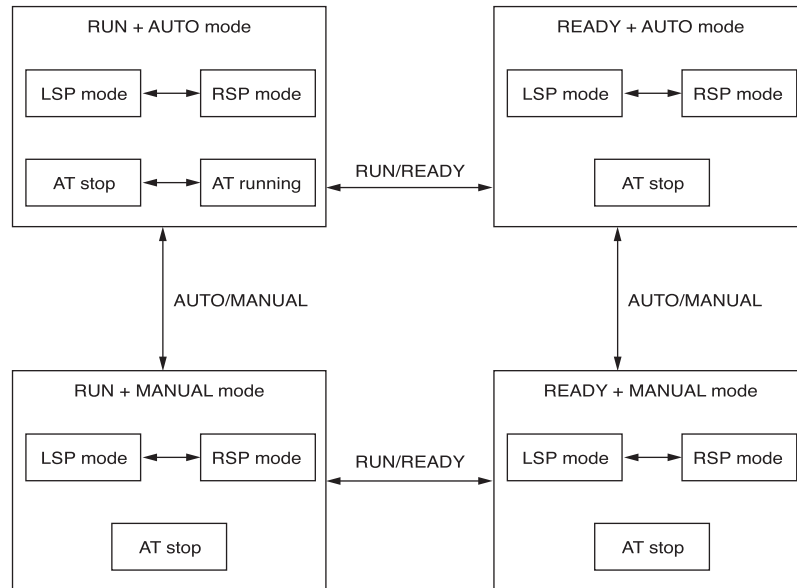 RUN + AUTO mode
LSP mode
RSP mode
AT stop
AT running
RUN/READY
READY + AUTO mode
LSP mode
RSP mode
AT stop
AUTO/MANUAL
AUTO/MANUAL
RUN + MANUAL mode
LSP mode
RSP mode
AT stop
RUN/READY
READY + MANUAL mode
LSP mode
RSP mode
AT stop